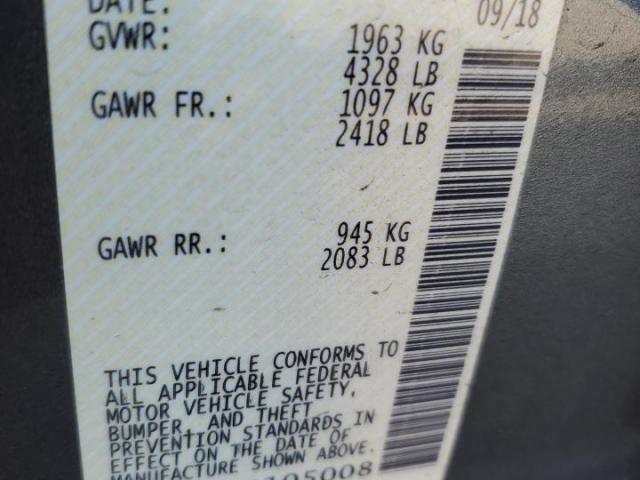 DATE: 09/18
GVWR: 1963 KG
4328 LB
GAWR FR.: 1097 KG
2418 LB
GAWR RR.: 945 KG
2083 LB
THIS VEHICLE CONFORMS TO
ALL APPLICABLE FEDERAL
MOTOR VEHICLE SAFETY,
BUMPER, AND THEFT
PREVENTION STANDARDS IN
EFFECT ON THE DATE OF
MANUFACTURE SHOWN ABOVE.